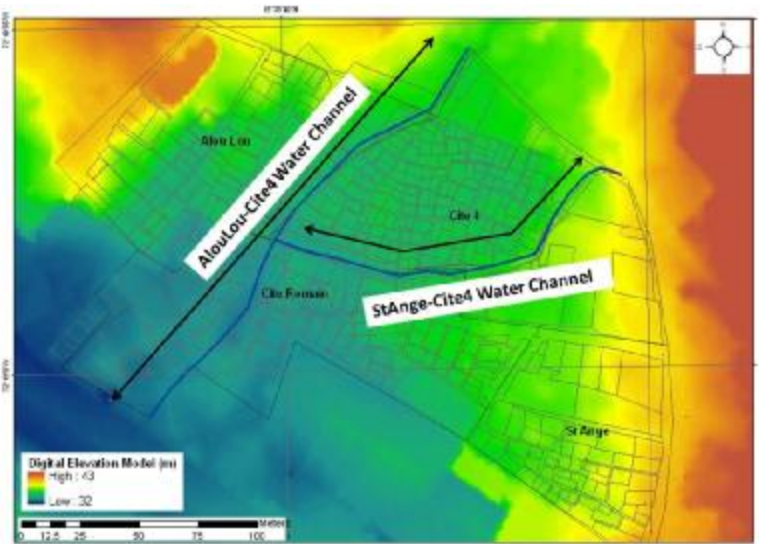 Alou Lou
AlouLou-Cite4 Water Channel
Cite 4
StAnge-Cite4 Water Channel
Cite Remain
St Ange
Digital Elevation Model (m)
High : 43
Low : 32
Meters
0 12.5 25 50 75 100